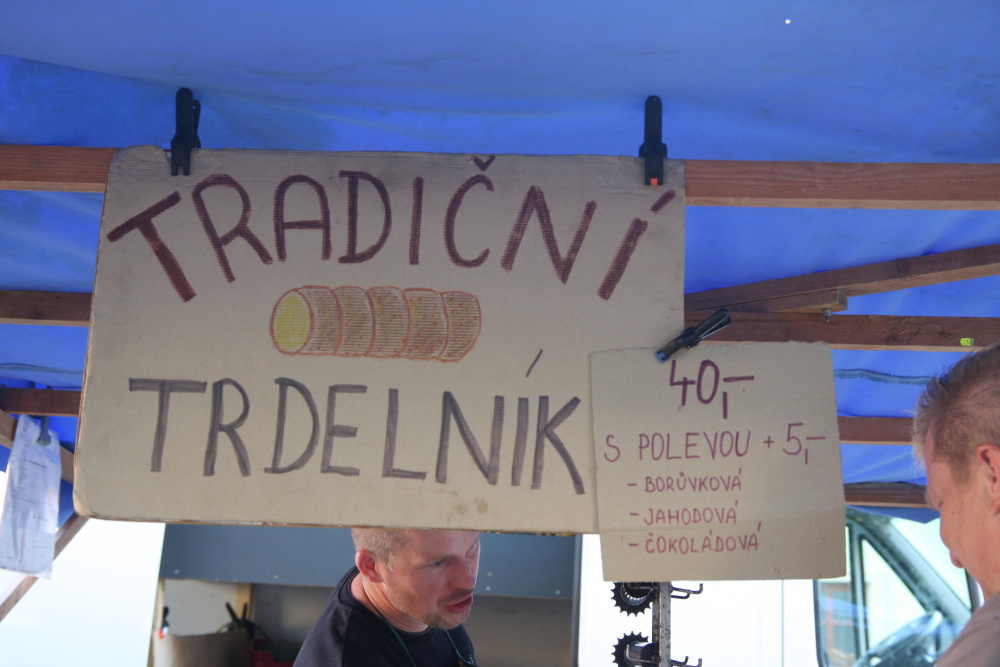 TRADIČNÍ
TRDELNÍK
40,-
S POLEVOU + 5,-
- BORŮVKOVÁ
- JAHODOVÁ
- ČOKOLÁDOVÁ